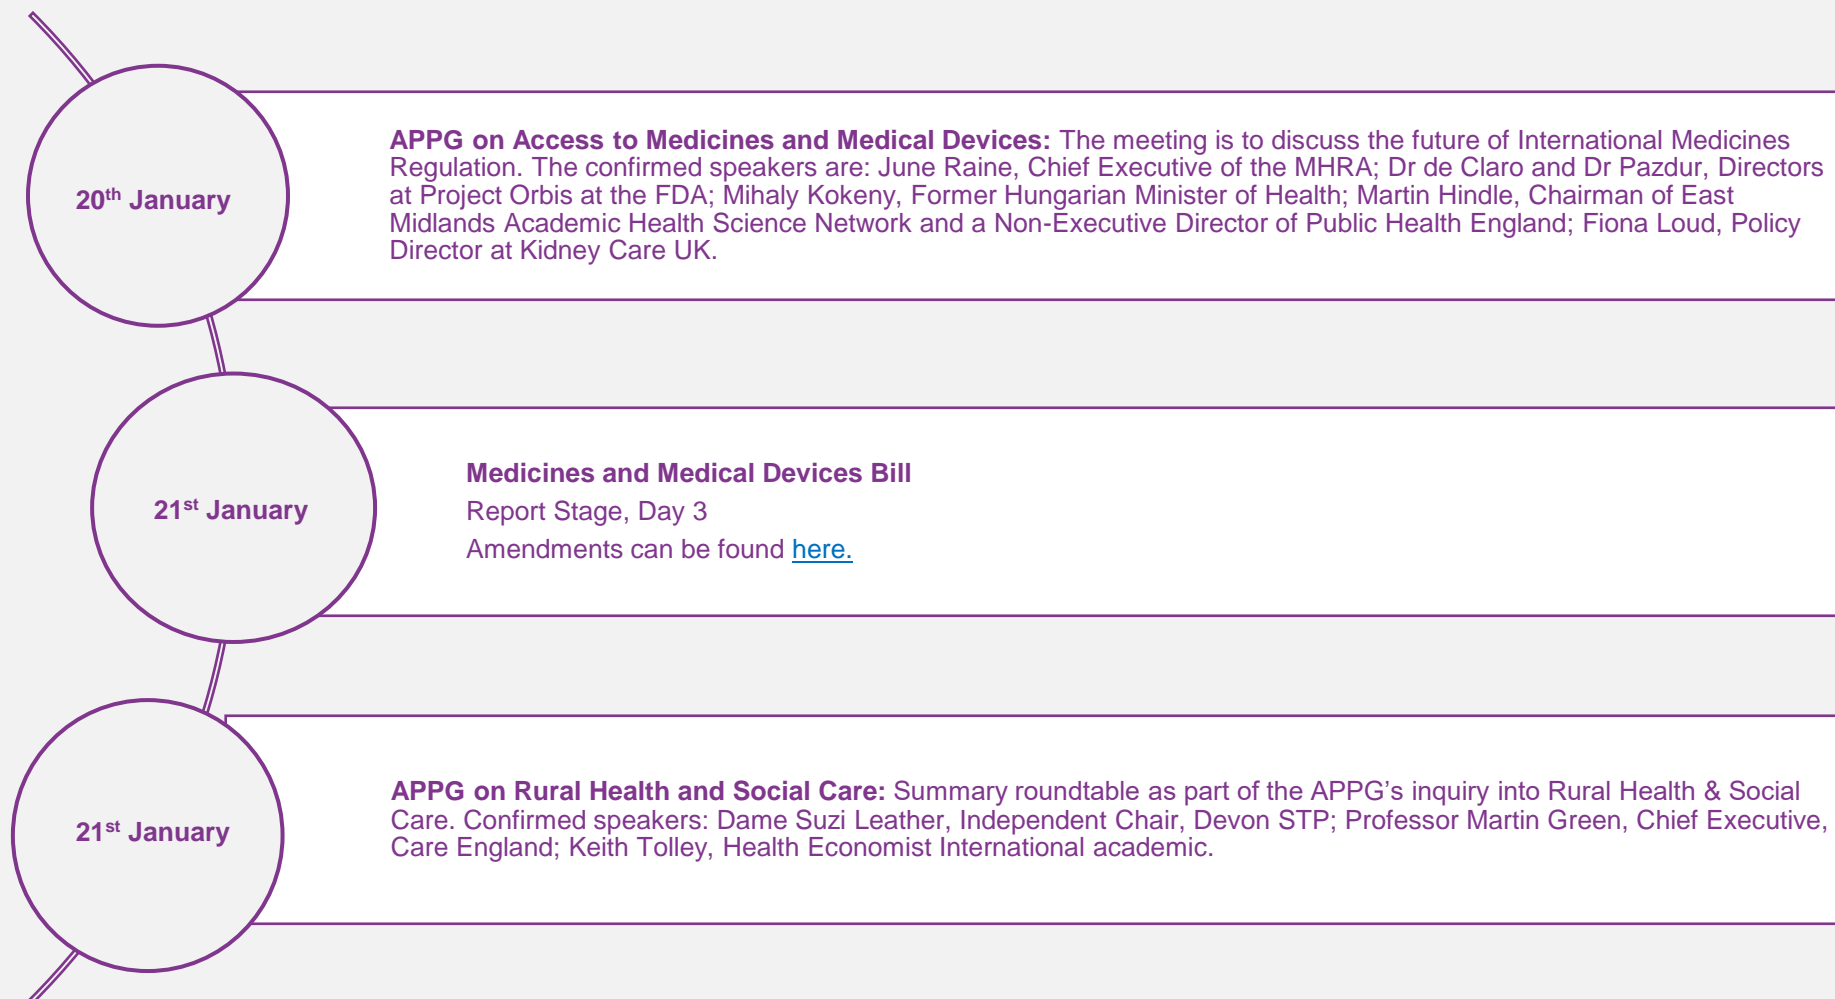 20th January
APPG on Access to Medicines and Medical Devices: The meeting is to discuss the future of International Medicines
Regulation. The confirmed speakers are: June Raine, Chief Executive of the MHRA; Dr de Claro and Dr Pazdur, Directors
at Project Orbis at the FDA; Mihaly Kokeny, Former Hungarian Minister of Health; Martin Hindle, Chairman of East
Midlands Academic Health Science Network and a Non-Executive Director of Public Health England; Fiona Loud, Policy
Director at Kidney Care UK.
21st January
Medicines and Medical Devices Bill
Report Stage, Day 3
Amendments can be found here.
21st January
APPG on Rural Health and Social Care: Summary roundtable as part of the APPG’s inquiry into Rural Health & Social
Care. Confirmed speakers: Dame Suzi Leather, Independent Chair, Devon STP; Professor Martin Green, Chief Executive,
Care England; Keith Tolley, Health Economist International academic.